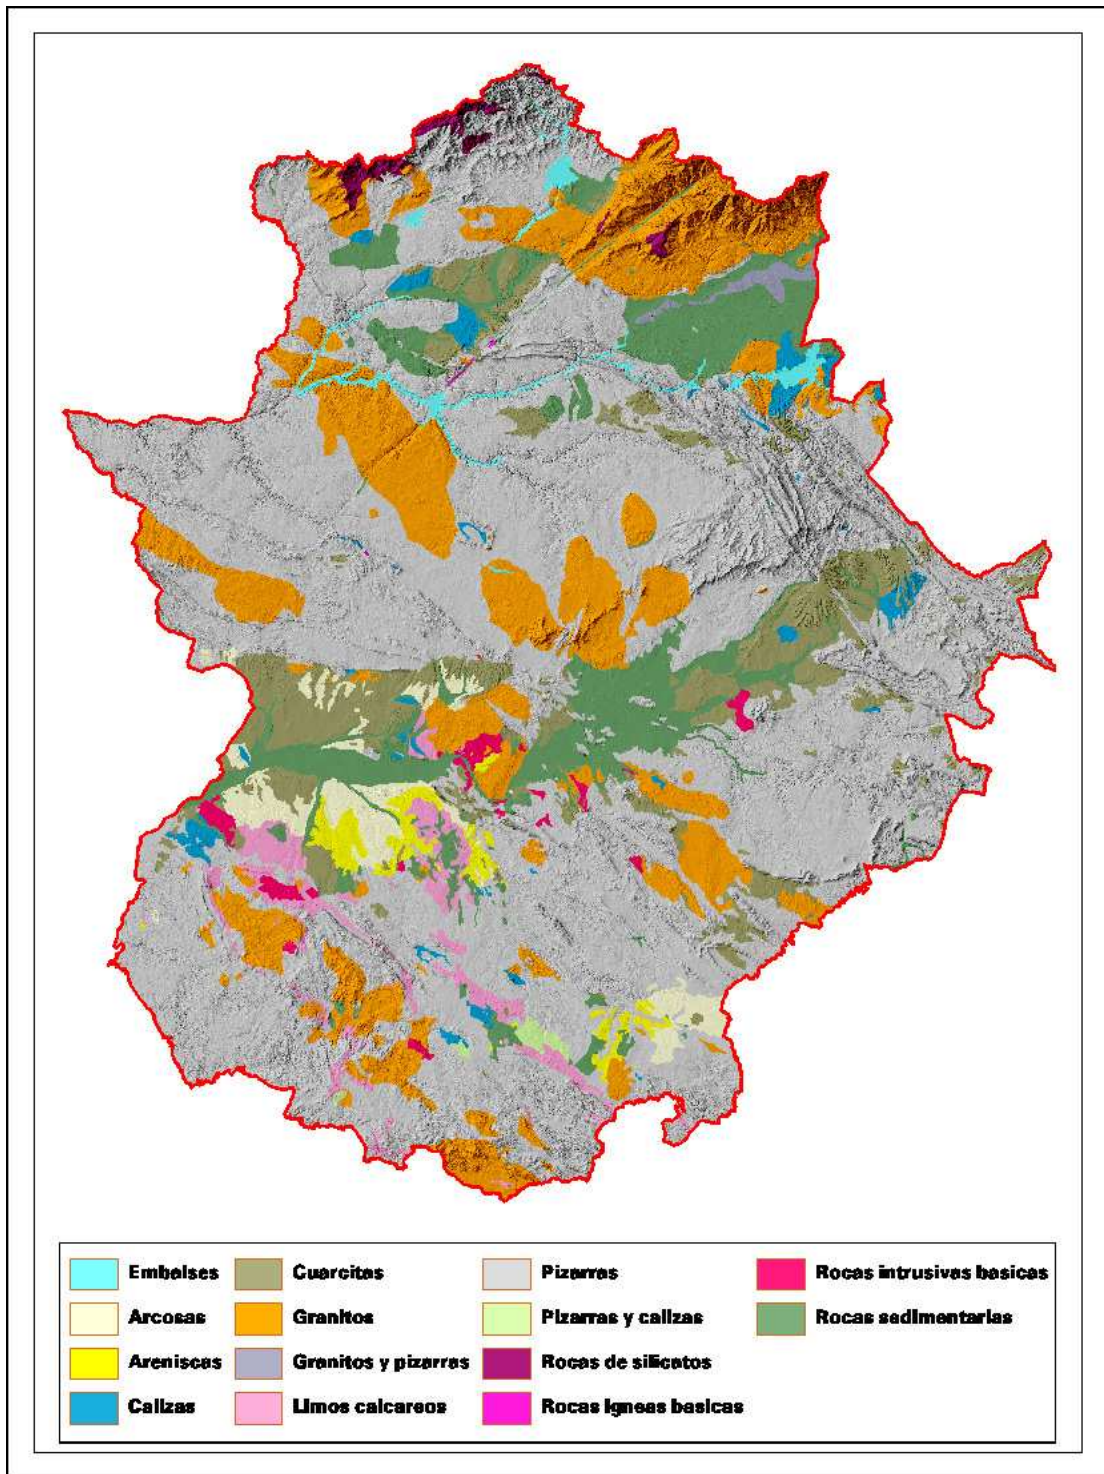 Embalses
Cuarcitas
Pizarras
Rocas intrusivas basicas
Arcosas
Granitos
Pizarras y calizas
Rocas sedimentarias
Areniscas
Granitos y pizarras
Rocas de silicatos
Calizas
Limos calcareos
Rocas igneas basicas